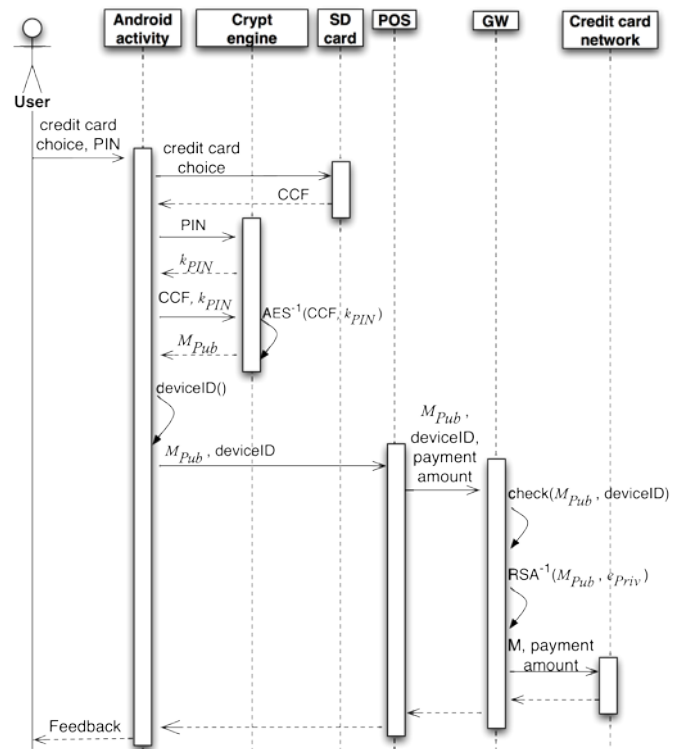 Android
activity
Crypt
engine
SD
card
POS
GW
Credit card
network
User
credit card
choice, PIN
credit card
choice
CCF
PIN
k_PIN
CCF, k_PIN
AES⁻¹(CCF, k_PIN)
M_Pub
deviceID()
M_Pub, deviceID
M_Pub,
deviceID,
payment
amount
check(M_Pub, deviceID)
RSA⁻¹(M_Pub, e_Priv)
M, payment
amount
Feedback